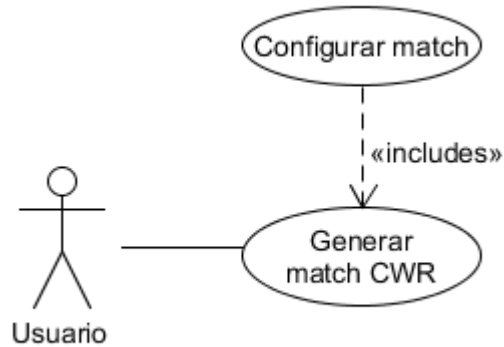 Configurar match
«includes»
Generar
match CWR
Usuario